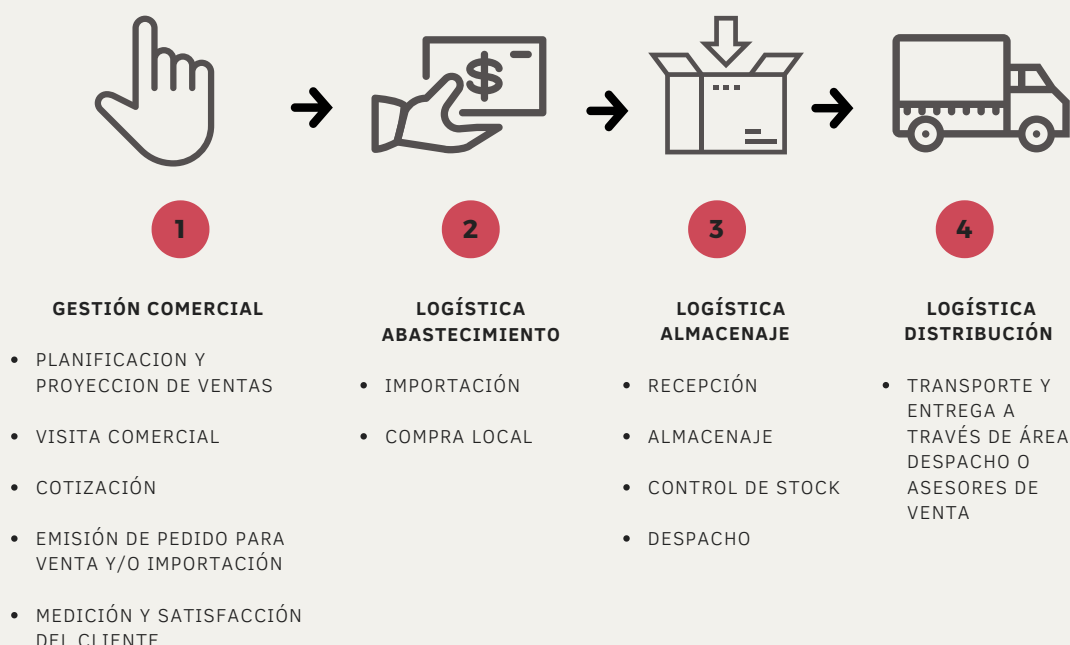 1
GESTIÓN COMERCIAL
PLANIFICACION Y
PROYECCION DE VENTAS
VISITA COMERCIAL
COTIZACIÓN
EMISIÓN DE PEDIDO PARA
VENTA Y/O IMPORTACIÓN
MEDICIÓN Y SATISFACCIÓN
DEL CLIENTE
2
LOGÍSTICA
ABASTECIMIENTO
IMPORTACIÓN
COMPRA LOCAL
3
LOGÍSTICA
ALMACENAJE
RECEPCIÓN
ALMACENAJE
CONTROL DE STOCK
DESPACHO
4
LOGÍSTICA
DISTRIBUCIÓN
TRANSPORTE Y
ENTREGA A
TRAVÉS DE ÁREA
DESPACHO O
ASESORES DE
VENTA